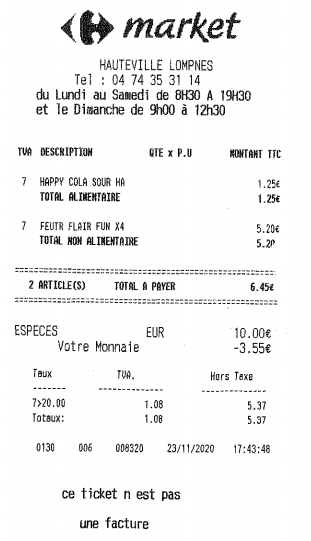 market
HAUTEVILLE LOMPNES
Tel : 04 74 35 31 14
du Lundi au Samedi de 8H30 A 19H30
et le Dimanche de 9h00 à 12h30
TVA DESCRIPTION QTE x P.U MONTANT TTC
7 HAPPY COLA SOUR HA 1.25€
TOTAL ALIMENTAIRE 1.25€
7 FEUTR FLAIR FUN X4 5.20€
TOTAL NON ALIMENTAIRE 5.20
2 ARTICLE(S) TOTAL A PAYER 6.45€
ESPECES EUR 10.00€
Votre Monnaie -3.55€
Taux TVA. Hors Taxe
7>20.00 1.08 5.37
Totaux: 1.08 5.37
0130 006 008320 23/11/2020 17:43:48
ce ticket n est pas
une facture